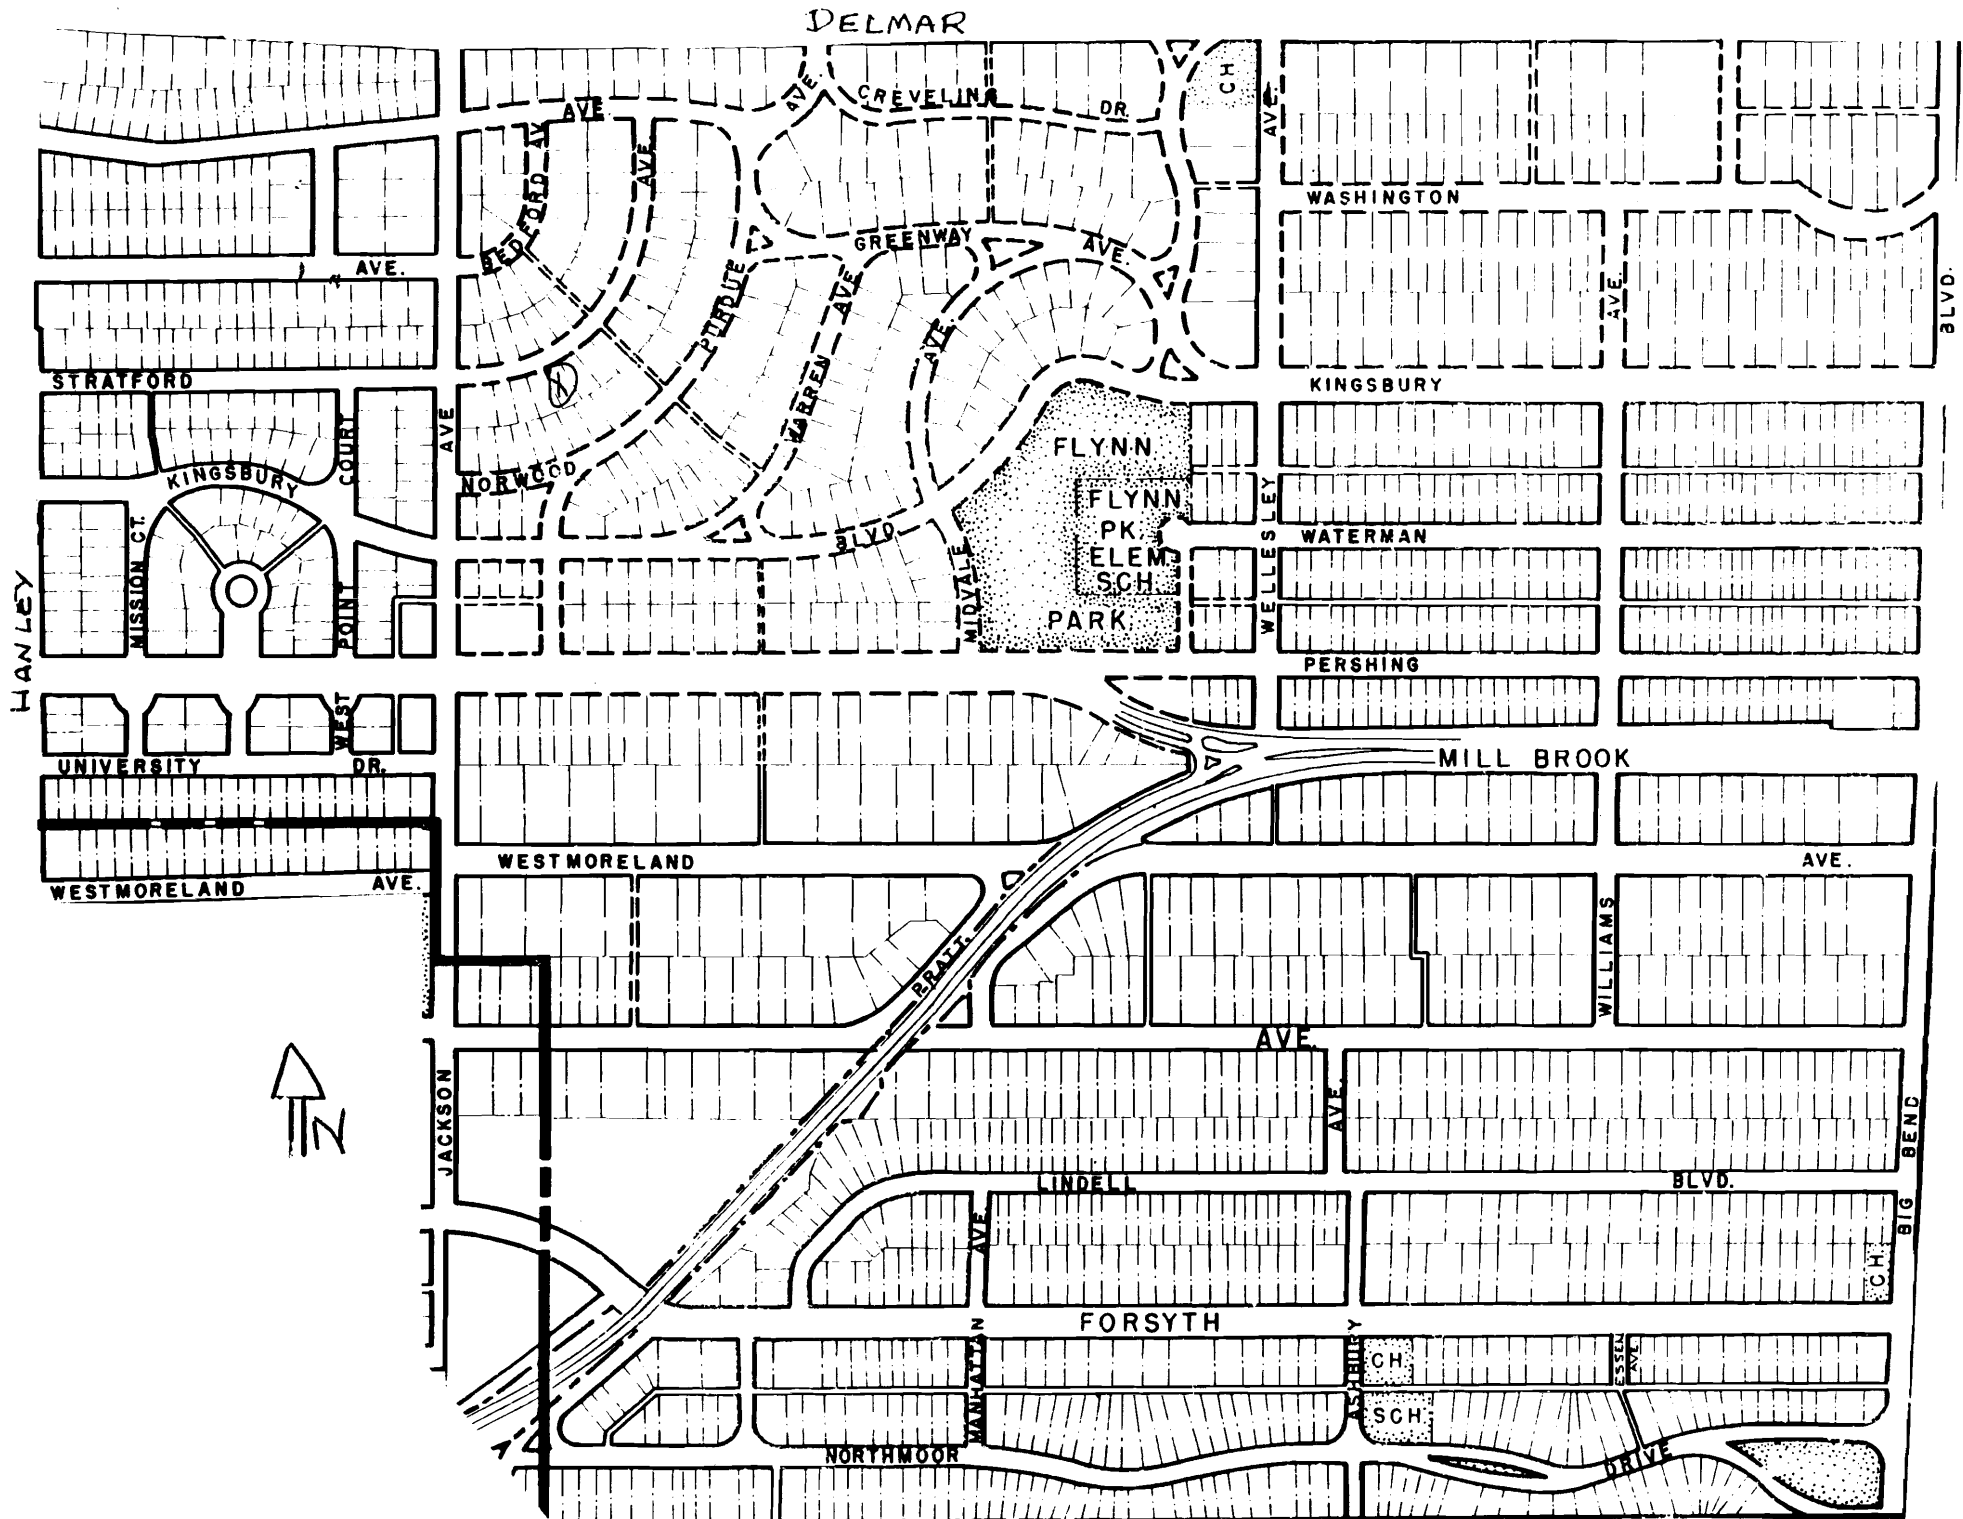 DELMAR
AVE.
CREVELING
DR.
CH
AVE.
AVE
BEDFORD AV.
AVE.
WASHINGTON
GREENWAY
AVE.
AVE.
PURDUE
AVE
AVE.
BLVD.
AVE.
STRATFORD
WARREN
KINGSBURY
COURT
AVE
FLYNN
KINGSBURY
NORWOOD
FLYNN
PK.
ELEM.
SCH.
PARK
WELLESLEY
WATERMAN
BLVD.
MIDVALE
MISSION CT.
HANLEY
WEST POINT
PERSHING
UNIVERSITY DR.
MILL BROOK
WESTMORELAND
AVE.
WESTMORELAND AVE.
PRATT.
WILLIAMS
AVE.
N
JACKSON
AVE.
BIG BEND
LINDELL
BLVD.
AVE.
CH
FORSYTH
MANHATTAN
ASHBURY
CH.
ESSEX AVE.
SCH.
NORTHMOOR
DRIVE